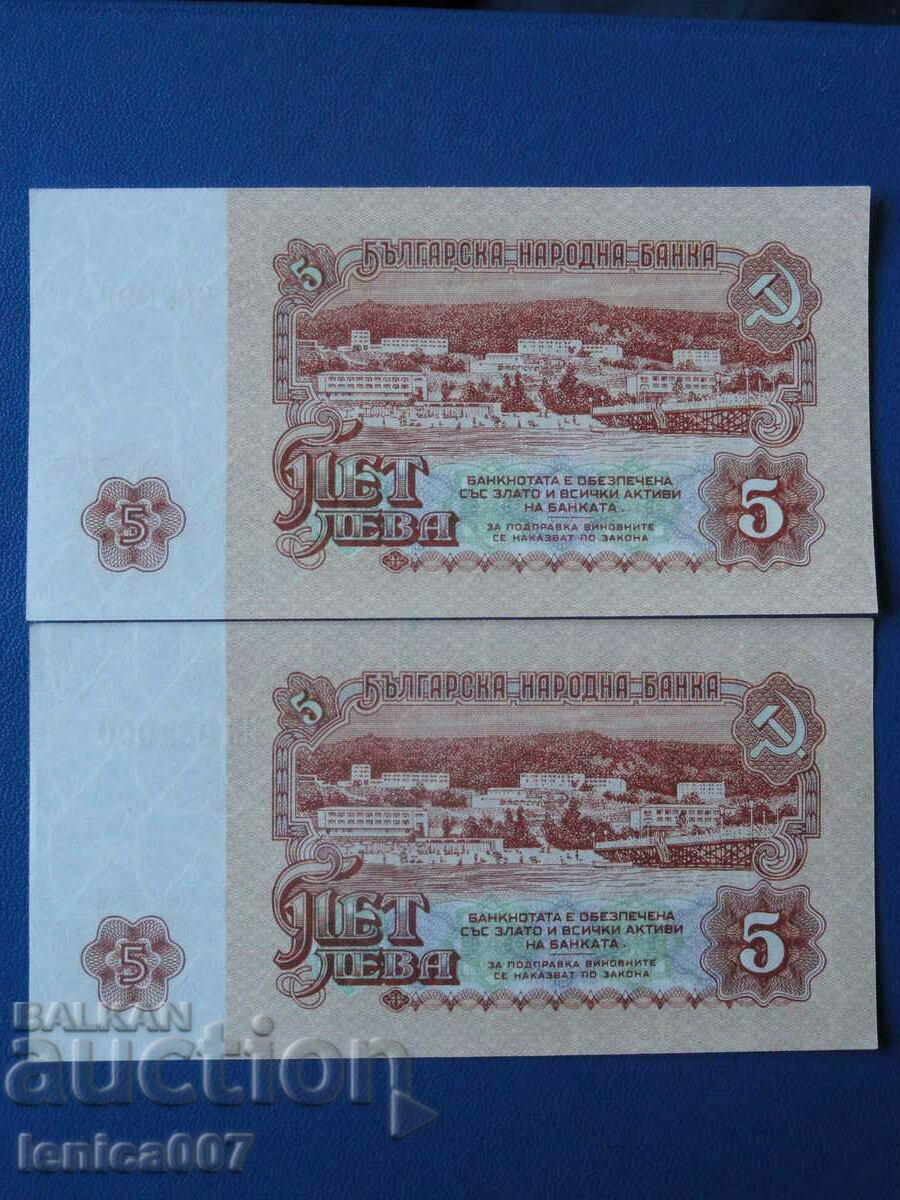 5
БЪЛГАРСКА НАРОДНА БАНКА
ПЕТ
ЛЕВА
БАНКНОТАТА Е ОБЕЗПЕЧЕНА
СЪС ЗЛАТО И ВСИЧКИ АКТИВИ
НА БАНКАТА.
ЗА ПОДПРАВКА ВИНОВНИТЕ
СЕ НАКАЗВАТ ПО ЗАКОНА
5
5
5
БЪЛГАРСКА НАРОДНА БАНКА
ПЕТ
ЛЕВА
БАНКНОТАТА Е ОБЕЗПЕЧЕНА
СЪС ЗЛАТО И ВСИЧКИ АКТИВИ
НА БАНКАТА.
ЗА ПОДПРАВКА ВИНОВНИТЕ
СЕ НАКАЗВАТ ПО ЗАКОНА
5
5
BALKAN
auction
lenica007